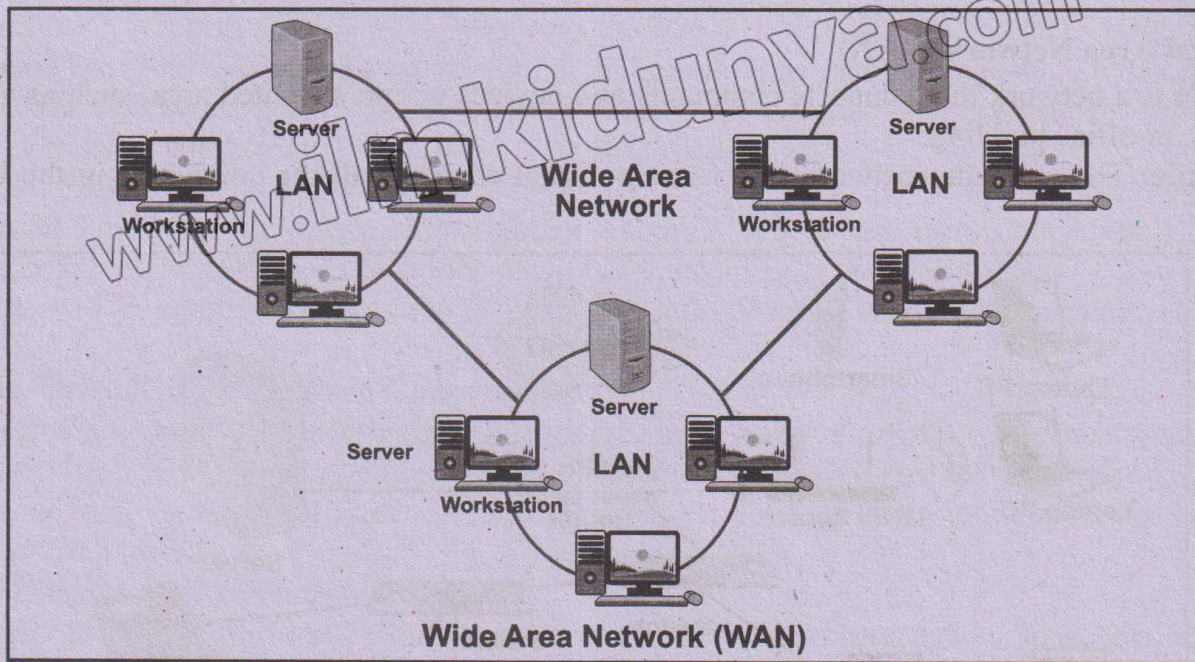 www.ilmkidunya.com
Server
Server
LAN
Wide Area
Network
LAN
Workstation
Workstation
Server
Server
LAN
Workstation
Wide Area Network (WAN)